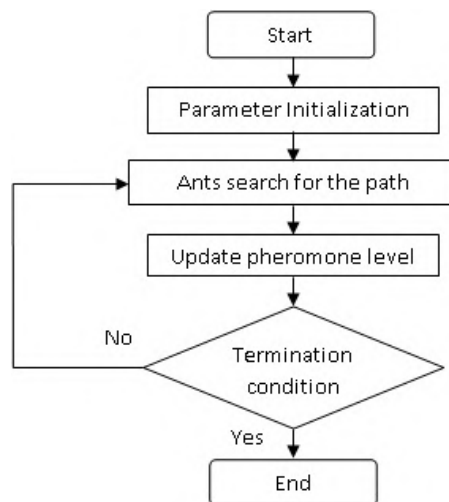 Start
Parameter Initialization
Ants search for the path
Update pheromone level
No
Termination
condition
Yes
End